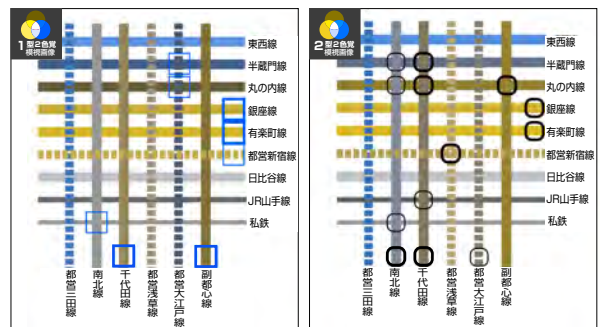 1型2色覚
模擬画像
東西線
半蔵門線
丸の内線
銀座線
有楽町線
都営新宿線
日比谷線
JR山手線
私鉄
都営三田線
南北線
千代田線
都営浅草線
都営大江戸線
副都心線
2型2色覚
模擬画像
東西線
半蔵門線
丸の内線
銀座線
有楽町線
都営新宿線
日比谷線
JR山手線
私鉄
都営三田線
南北線
千代田線
都営浅草線
都営大江戸線
副都心線